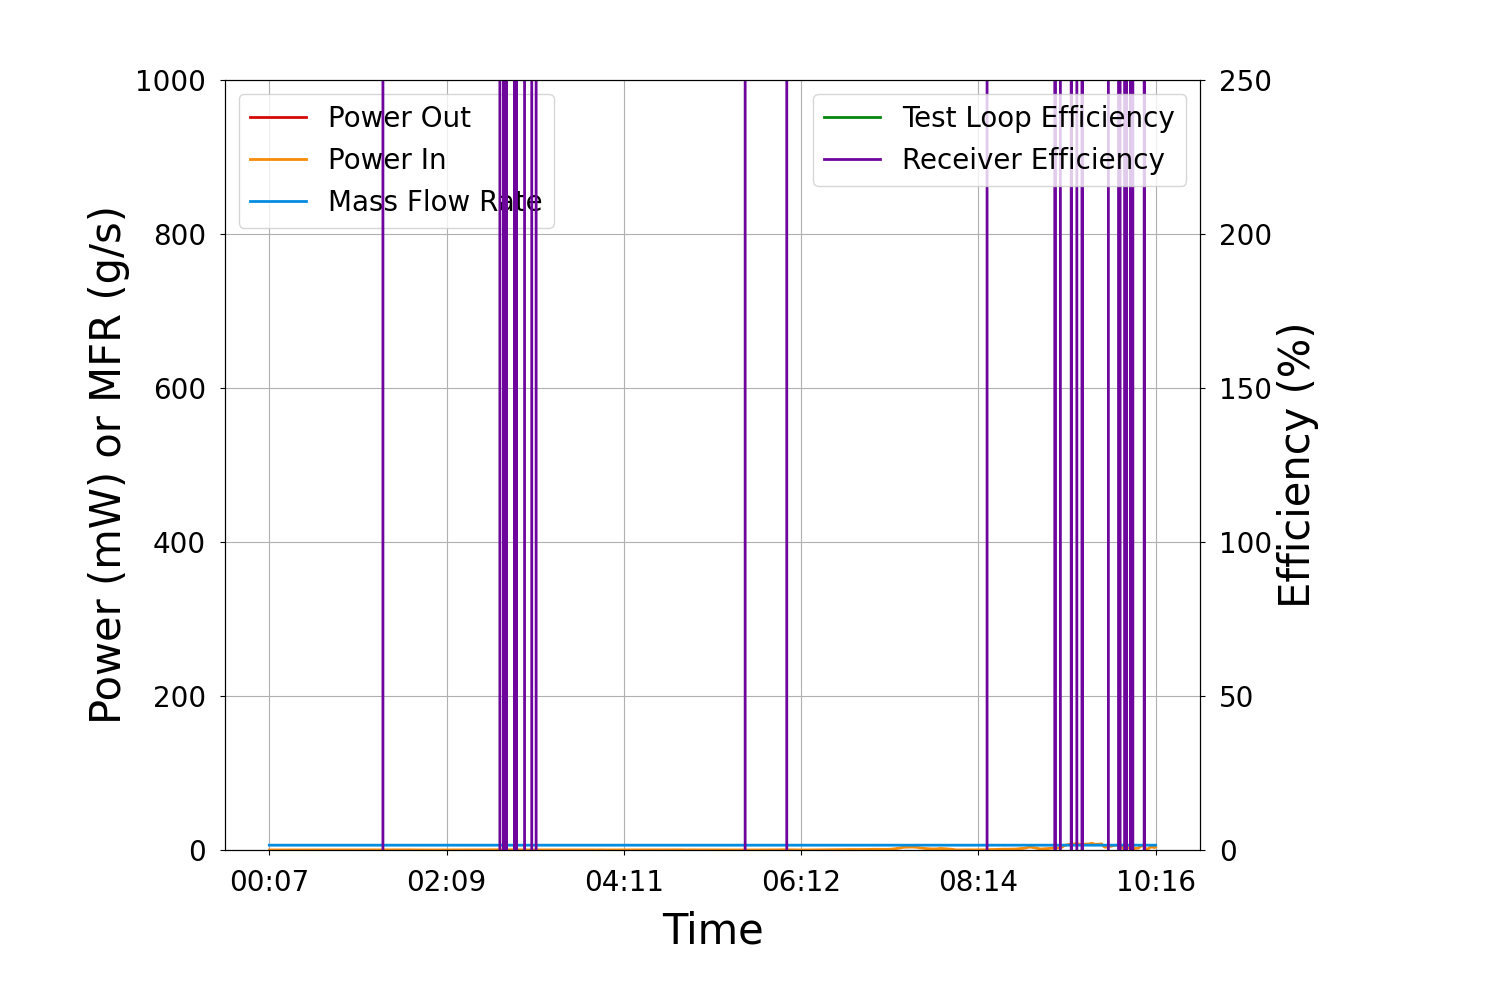 1000
800
600
400
200
0
Power (mW) or MFR (g/s)
Power Out
Power In
Mass Flow Rate
Test Loop Efficiency
Receiver Efficiency
250
200
150
100
50
0
Efficiency (%)
00:07 02:09 04:11 06:12 08:14 10:16
Time